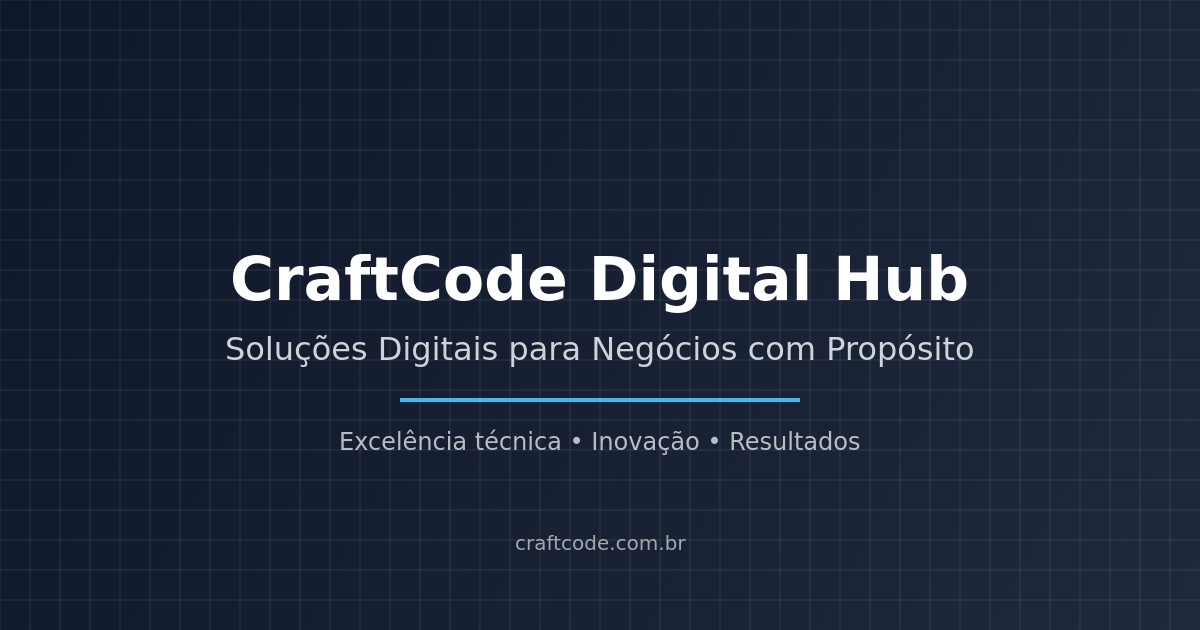 CraftCode Digital Hub
Soluções Digitais para Negócios com Propósito
Excelência técnica • Inovação • Resultados
craftcode.com.br